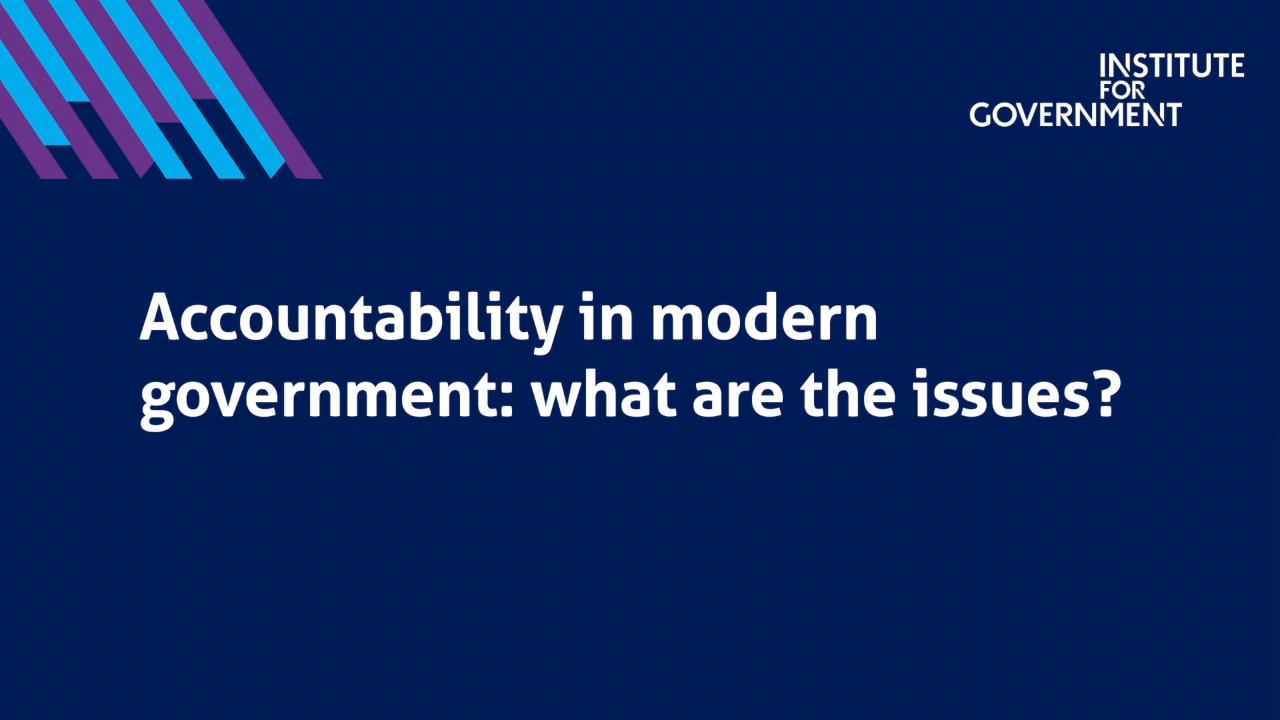 INSTITUTE
FOR
GOVERNMENT
Accountability in modern
government: what are the issues?